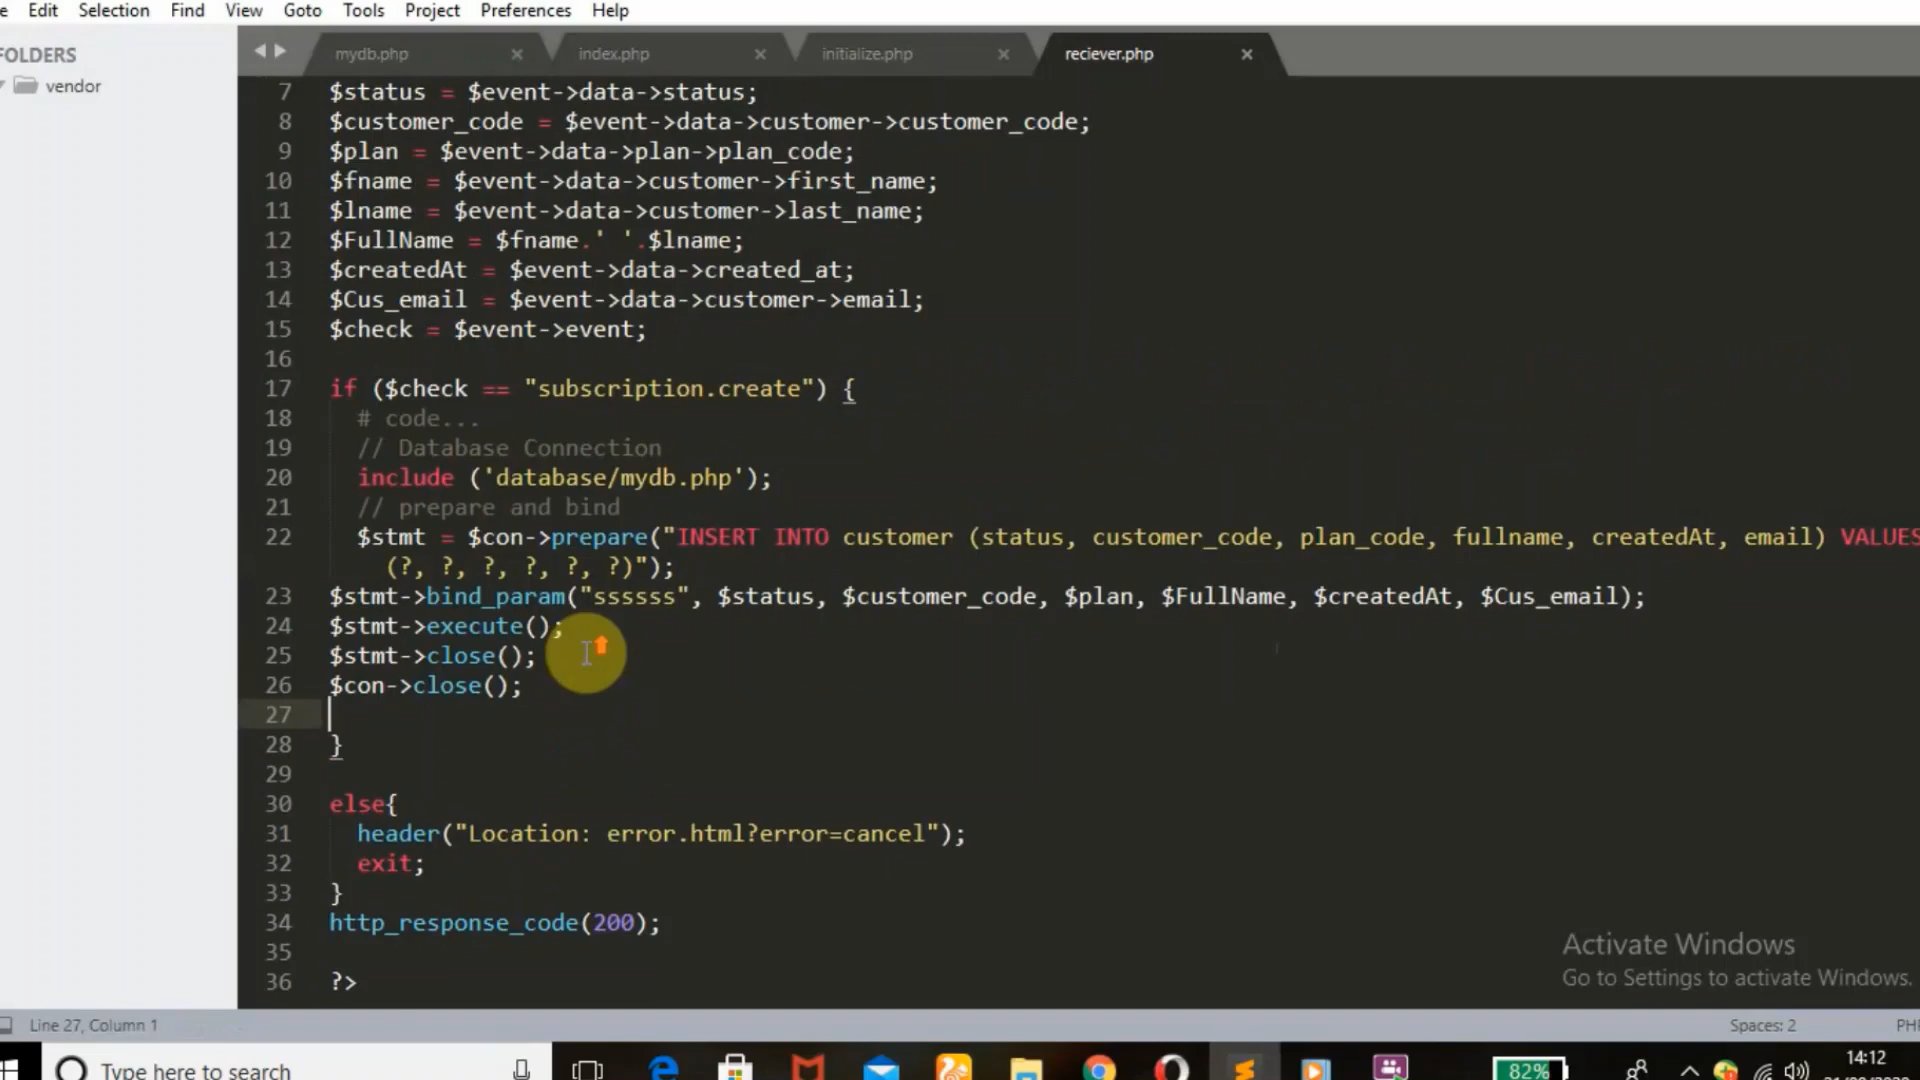 Edit Selection Find View Goto Tools Project Preferences Help
FOLDERS
vendor
mydb.php index.php initialize.php reciever.php
7 $status = $event->data->status;
8 $customer_code = $event->data->customer->customer_code;
9 $plan = $event->data->plan->plan_code;
10 $fname = $event->data->customer->first_name;
11 $lname = $event->data->customer->last_name;
12 $FullName = $fname.' '.$lname;
13 $createdAt = $event->data->created_at;
14 $Cus_email = $event->data->customer->email;
15 $check = $event->event;
16
17 if ($check == "subscription.create") {
18 # code...
19 // Database Connection
20 include ('database/mydb.php');
21 // prepare and bind
22 $stmt = $con->prepare("INSERT INTO customer (status, customer_code, plan_code, fullname, createdAt, email) VALUES
(?, ?, ?, ?, ?, ?)");
23 $stmt->bind_param("ssssss", $status, $customer_code, $plan, $FullName, $createdAt, $Cus_email);
24 $stmt->execute();
25 $stmt->close();
26 $con->close();
27
28 }
29
30 else{
31 header("Location: error.html?error=cancel");
32 exit;
33 }
34 http_response_code(200);
35
36 ?>
Activate Windows
Go to Settings to activate Windows.
Line 27, Column 1 Spaces: 2 PHP
Type here to search 82% 14:12